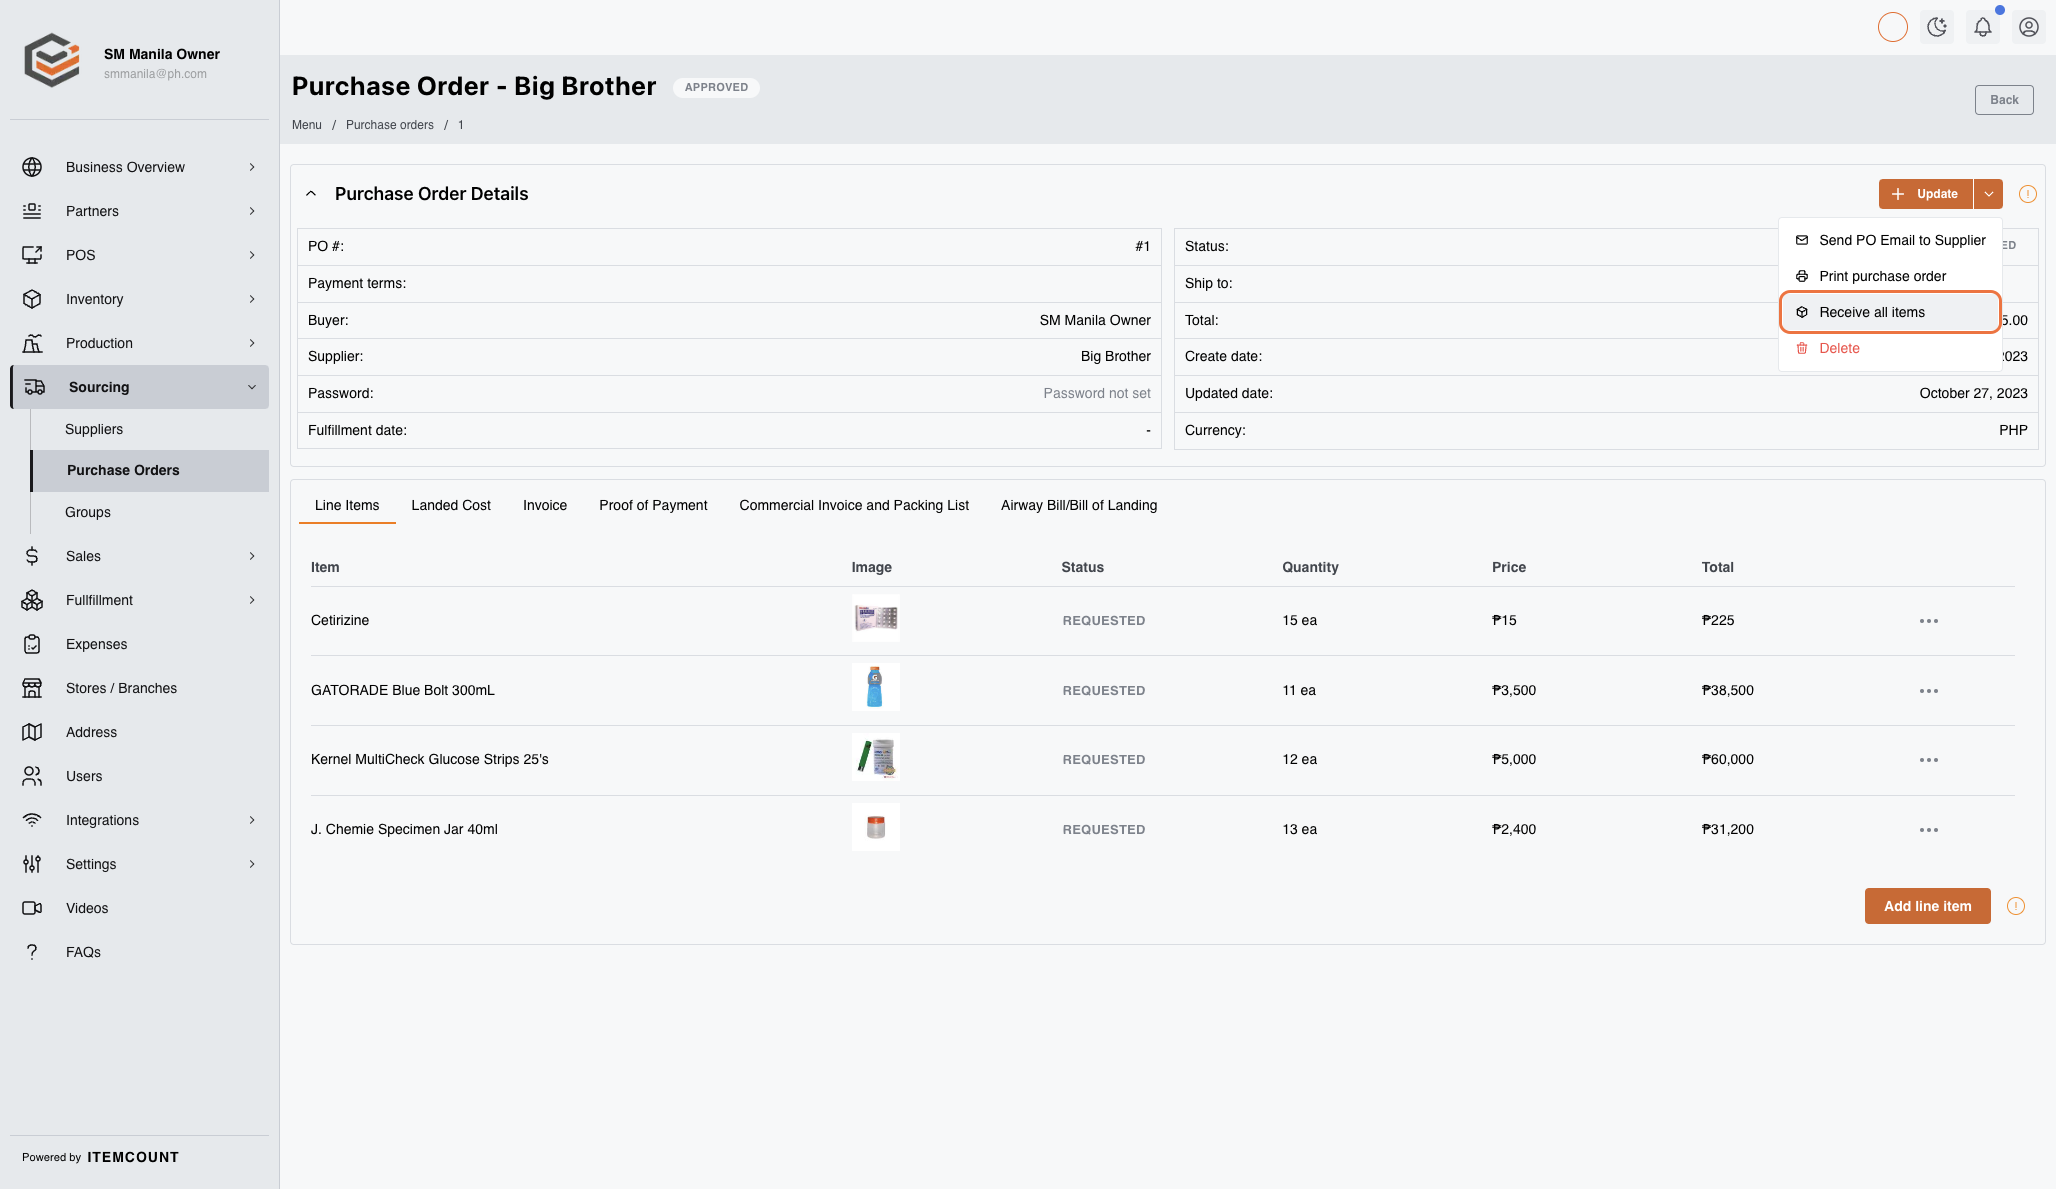 SM Manila Owner
smmanila@ph.com
Business Overview
Partners
POS
Inventory
Production
Sourcing
Suppliers
Purchase Orders
Groups
Sales
Fullfillment
Expenses
Stores / Branches
Address
Users
Integrations
Settings
Videos
FAQs
Powered by ITEMCOUNT
Purchase Order - Big Brother APPROVED
Back
Menu / Purchase orders / 1
Purchase Order Details
Update
PO #: #1
Payment terms:
Buyer: SM Manila Owner
Supplier: Big Brother
Password: Password not set
Fulfillment date: -
Status: ED
Ship to:
Total: 5.00
Create date: 2023
Updated date: October 27, 2023
Currency: PHP
Send PO Email to Supplier
Print purchase order
Receive all items
Delete
Line Items Landed Cost Invoice Proof of Payment Commercial Invoice and Packing List Airway Bill/Bill of Landing
Item Image Status Quantity Price Total
Cetirizine REQUESTED 15 ea ₱15 ₱225
GATORADE Blue Bolt 300mL REQUESTED 11 ea ₱3,500 ₱38,500
Kernel MultiCheck Glucose Strips 25's REQUESTED 12 ea ₱5,000 ₱60,000
J. Chemie Specimen Jar 40ml REQUESTED 13 ea ₱2,400 ₱31,200
Add line item